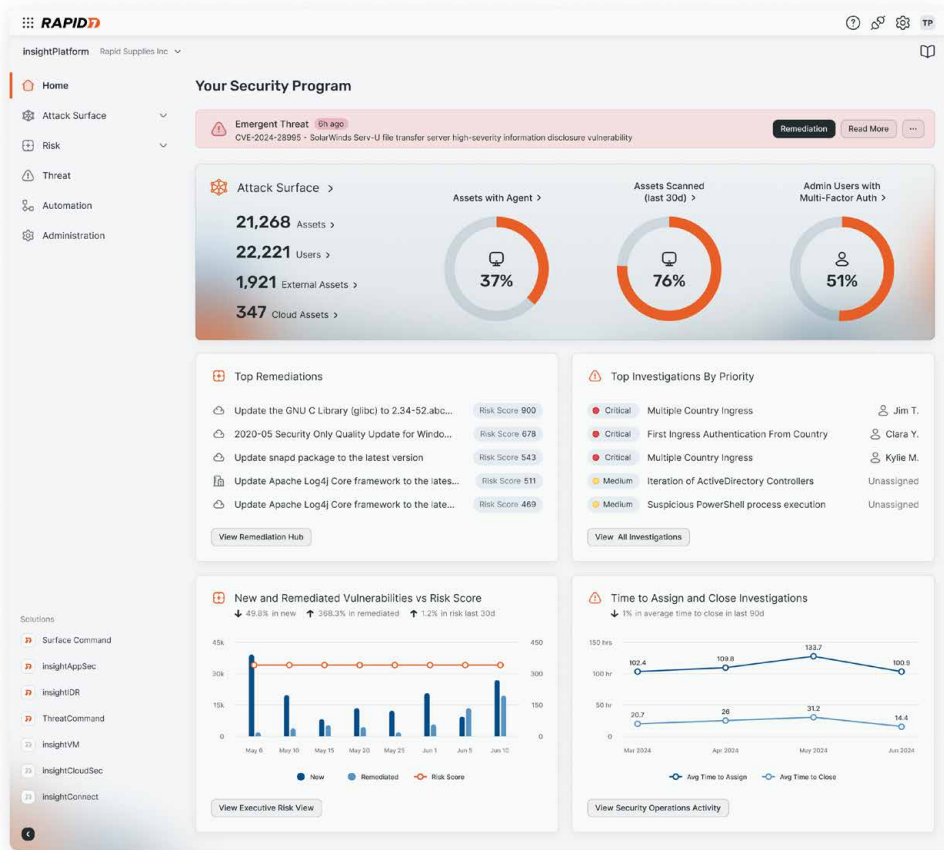 RAPID7
TP
insightPlatform Rapid Supplies Inc
Home
Attack Surface
Risk
Threat
Automation
Administration
Solutions
Surface Command
insightAppSec
insightIDR
ThreatCommand
insightVM
insightCloudSec
insightConnect
Your Security Program
Emergent Threat 6h ago
CVE-2024-28995 - SolarWinds Serv-U file transfer server high-severity information disclosure vulnerability
Remediation Read More ...
Attack Surface >
21,268 Assets >
22,221 Users >
1,921 External Assets >
347 Cloud Assets >
Assets with Agent >
37%
Assets Scanned
(last 30d) >
76%
Admin Users with
Multi-Factor Auth >
51%
Top Remediations
Update the GNU C Library (glibc) to 2.34-52.abc... Risk Score 900
2020-05 Security Only Quality Update for Windo... Risk Score 678
Update snapd package to the latest version Risk Score 543
Update Apache Log4j Core framework to the lates... Risk Score 511
Update Apache Log4j Core framework to the late... Risk Score 469
View Remediation Hub
Top Investigations By Priority
Critical Multiple Country Ingress Jim T.
Critical First Ingress Authentication From Country Clara Y.
Critical Multiple Country Ingress Kylie M.
Medium Iteration of ActiveDirectory Controllers Unassigned
Medium Suspicious PowerShell process execution Unassigned
View All Investigations
New and Remediated Vulnerabilities vs Risk Score
↓ 49.8% in new ↑ 368.3% in remediated ↑ 1.2% in risk last 30d
45k 450
30k 300
15k 150
0 0
May 6 May 10 May 15 May 20 May 25 Jun 1 Jun 5 Jun 10
New Remediated Risk Score
View Executive Risk View
Time to Assign and Close Investigations
↓ 1% in average time to close in last 90d
150 hrs
133.7
102.4 109.8 100.9
100 hr
50 hr
20.7 26 31.2 14.4
0
Mar 2024 Apr 2024 May 2024 Jun 2024
Avg Time to Assign Avg Time to Close
View Security Operations Activity